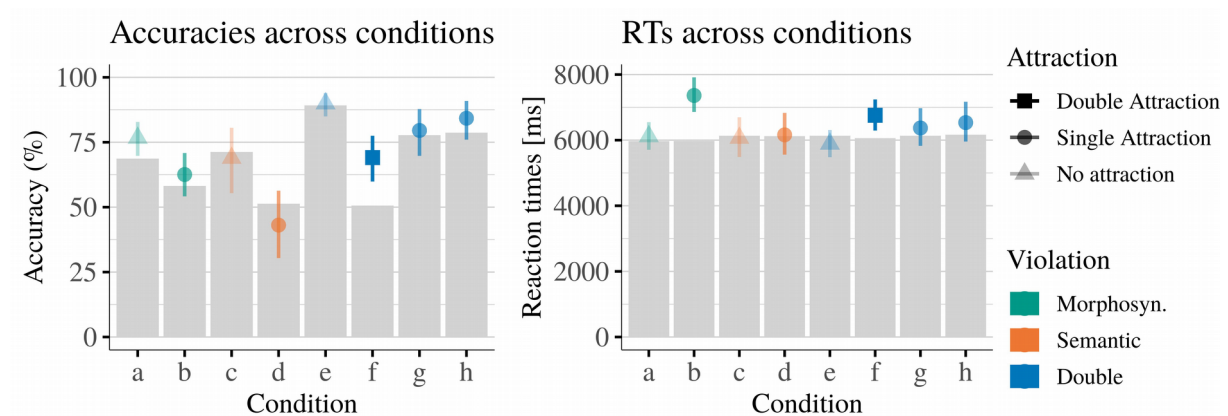 Accuracies across conditions
100
75
50
25
0
Accuracy (%)
a b c d e f g h
Condition
RTs across conditions
8000
6000
4000
2000
0
Reaction times [ms]
a b c d e f g h
Condition
Attraction
Double Attraction
Single Attraction
No attraction
Violation
Morphosyn.
Semantic
Double